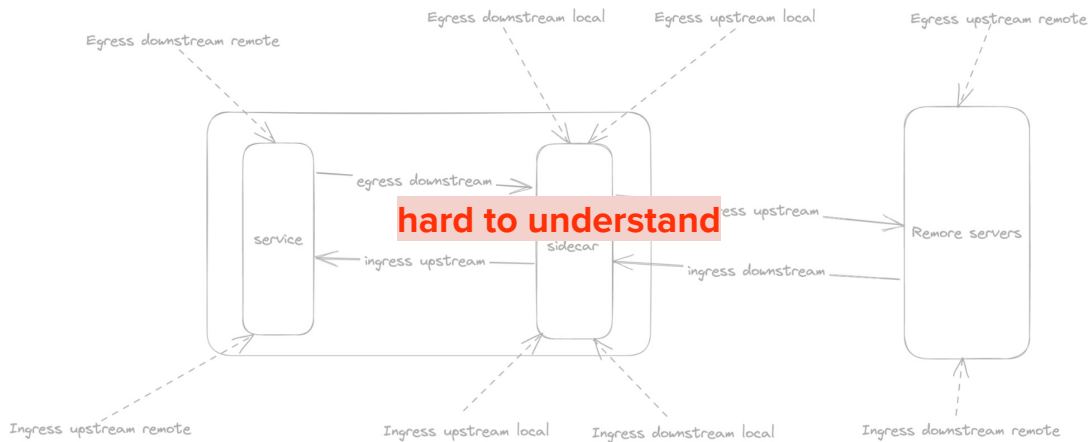 Egress downstream local
Egress upstream local
Egress upstream remote
Egress downstream remote
egress downstream
hard to understand
ress upstream
service
sidecar
Remore servers
ingress upstream
ingress downstream
Ingress upstream remote
Ingress upstream local
Ingress downstream local
Ingress downstream remote